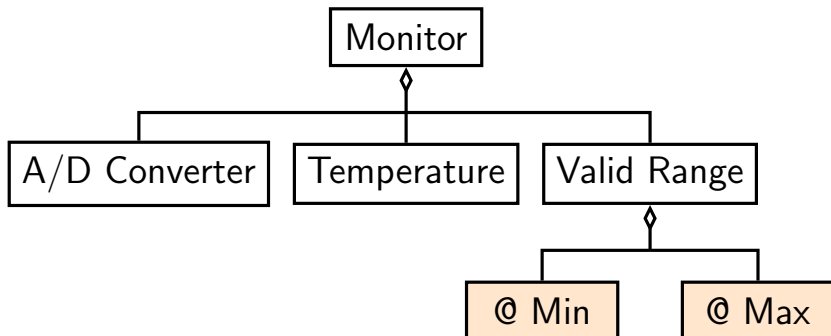 Monitor
A/D Converter
Temperature
Valid Range
@ Min
@ Max